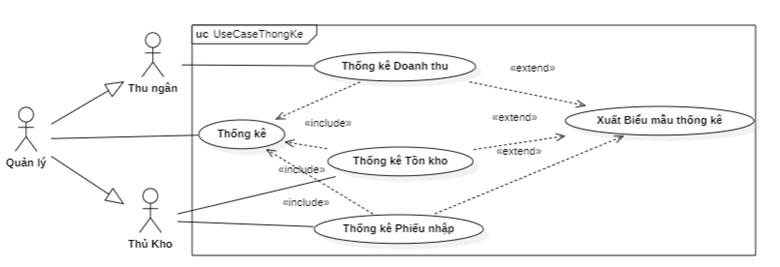 uc UseCaseThongKe
Thống kê Doanh thu
«extend»
Thu ngân
«extend»
Xuất Biểu mẫu thống kê
«include»
Thống kê
Quản lý
«extend»
Thống kê Tồn kho
«include»
«include»
Thống kê Phiếu nhập
Thủ Kho